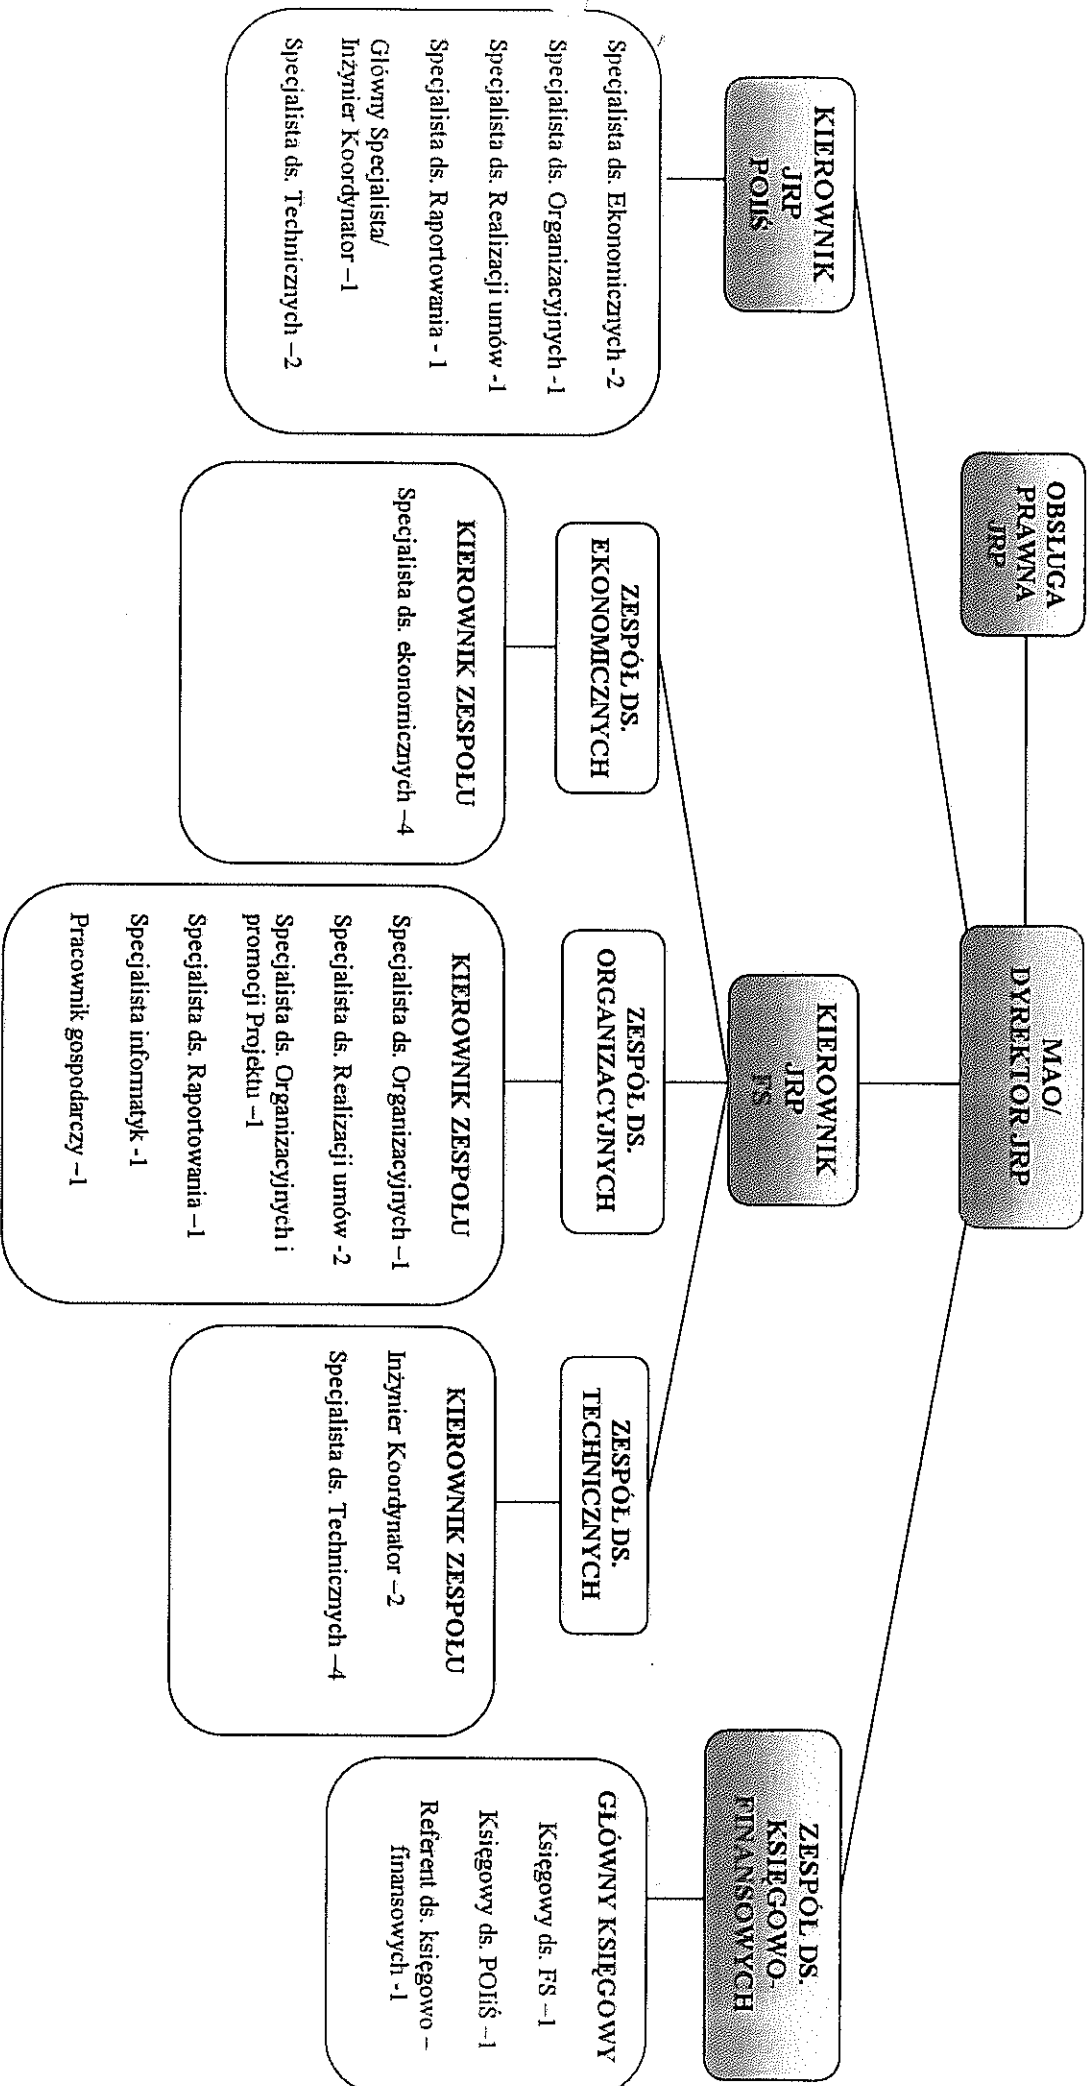 OBSŁUGA
PRAWNA
JRP
MAO/
DYREKTOR JRP
KIEROWNIK
JRP
POIiŚ
KIEROWNIK
JRP
FS
ZESPÓŁ DS.
KSIĘGOWO-
FINANSOWYCH
Specjalista ds. Ekonomicznych -2
Specjalista ds. Organizacyjnych -1
Specjalista ds. Realizacji umów -1
Specjalista ds. Raportowania - 1
Główny Specjalista/
Inżynier Koordynator –1
Specjalista ds. Technicznych –2
ZESPÓŁ DS.
EKONOMICZNYCH
KIEROWNIK ZESPOŁU
Specjalista ds. ekonomicznych –4
ZESPÓŁ DS.
ORGANIZACYJNYCH
KIEROWNIK ZESPOŁU
Specjalista ds. Organizacyjnych –1
Specjalista ds. Realizacji umów -2
Specjalista ds. Organizacyjnych i
promocji Projektu –1
Specjalista ds. Raportowania –1
Specjalista informatyk -1
Pracownik gospodarczy –1
ZESPÓŁ DS.
TECHNICZNYCH
KIEROWNIK ZESPOŁU
Inżynier Koordynator –2
Specjalista ds. Technicznych –4
GŁÓWNY KSIĘGOWY
Księgowy ds. FS –1
Księgowy ds. POIiŚ –1
Referent ds. księgowo –
finansowych -1